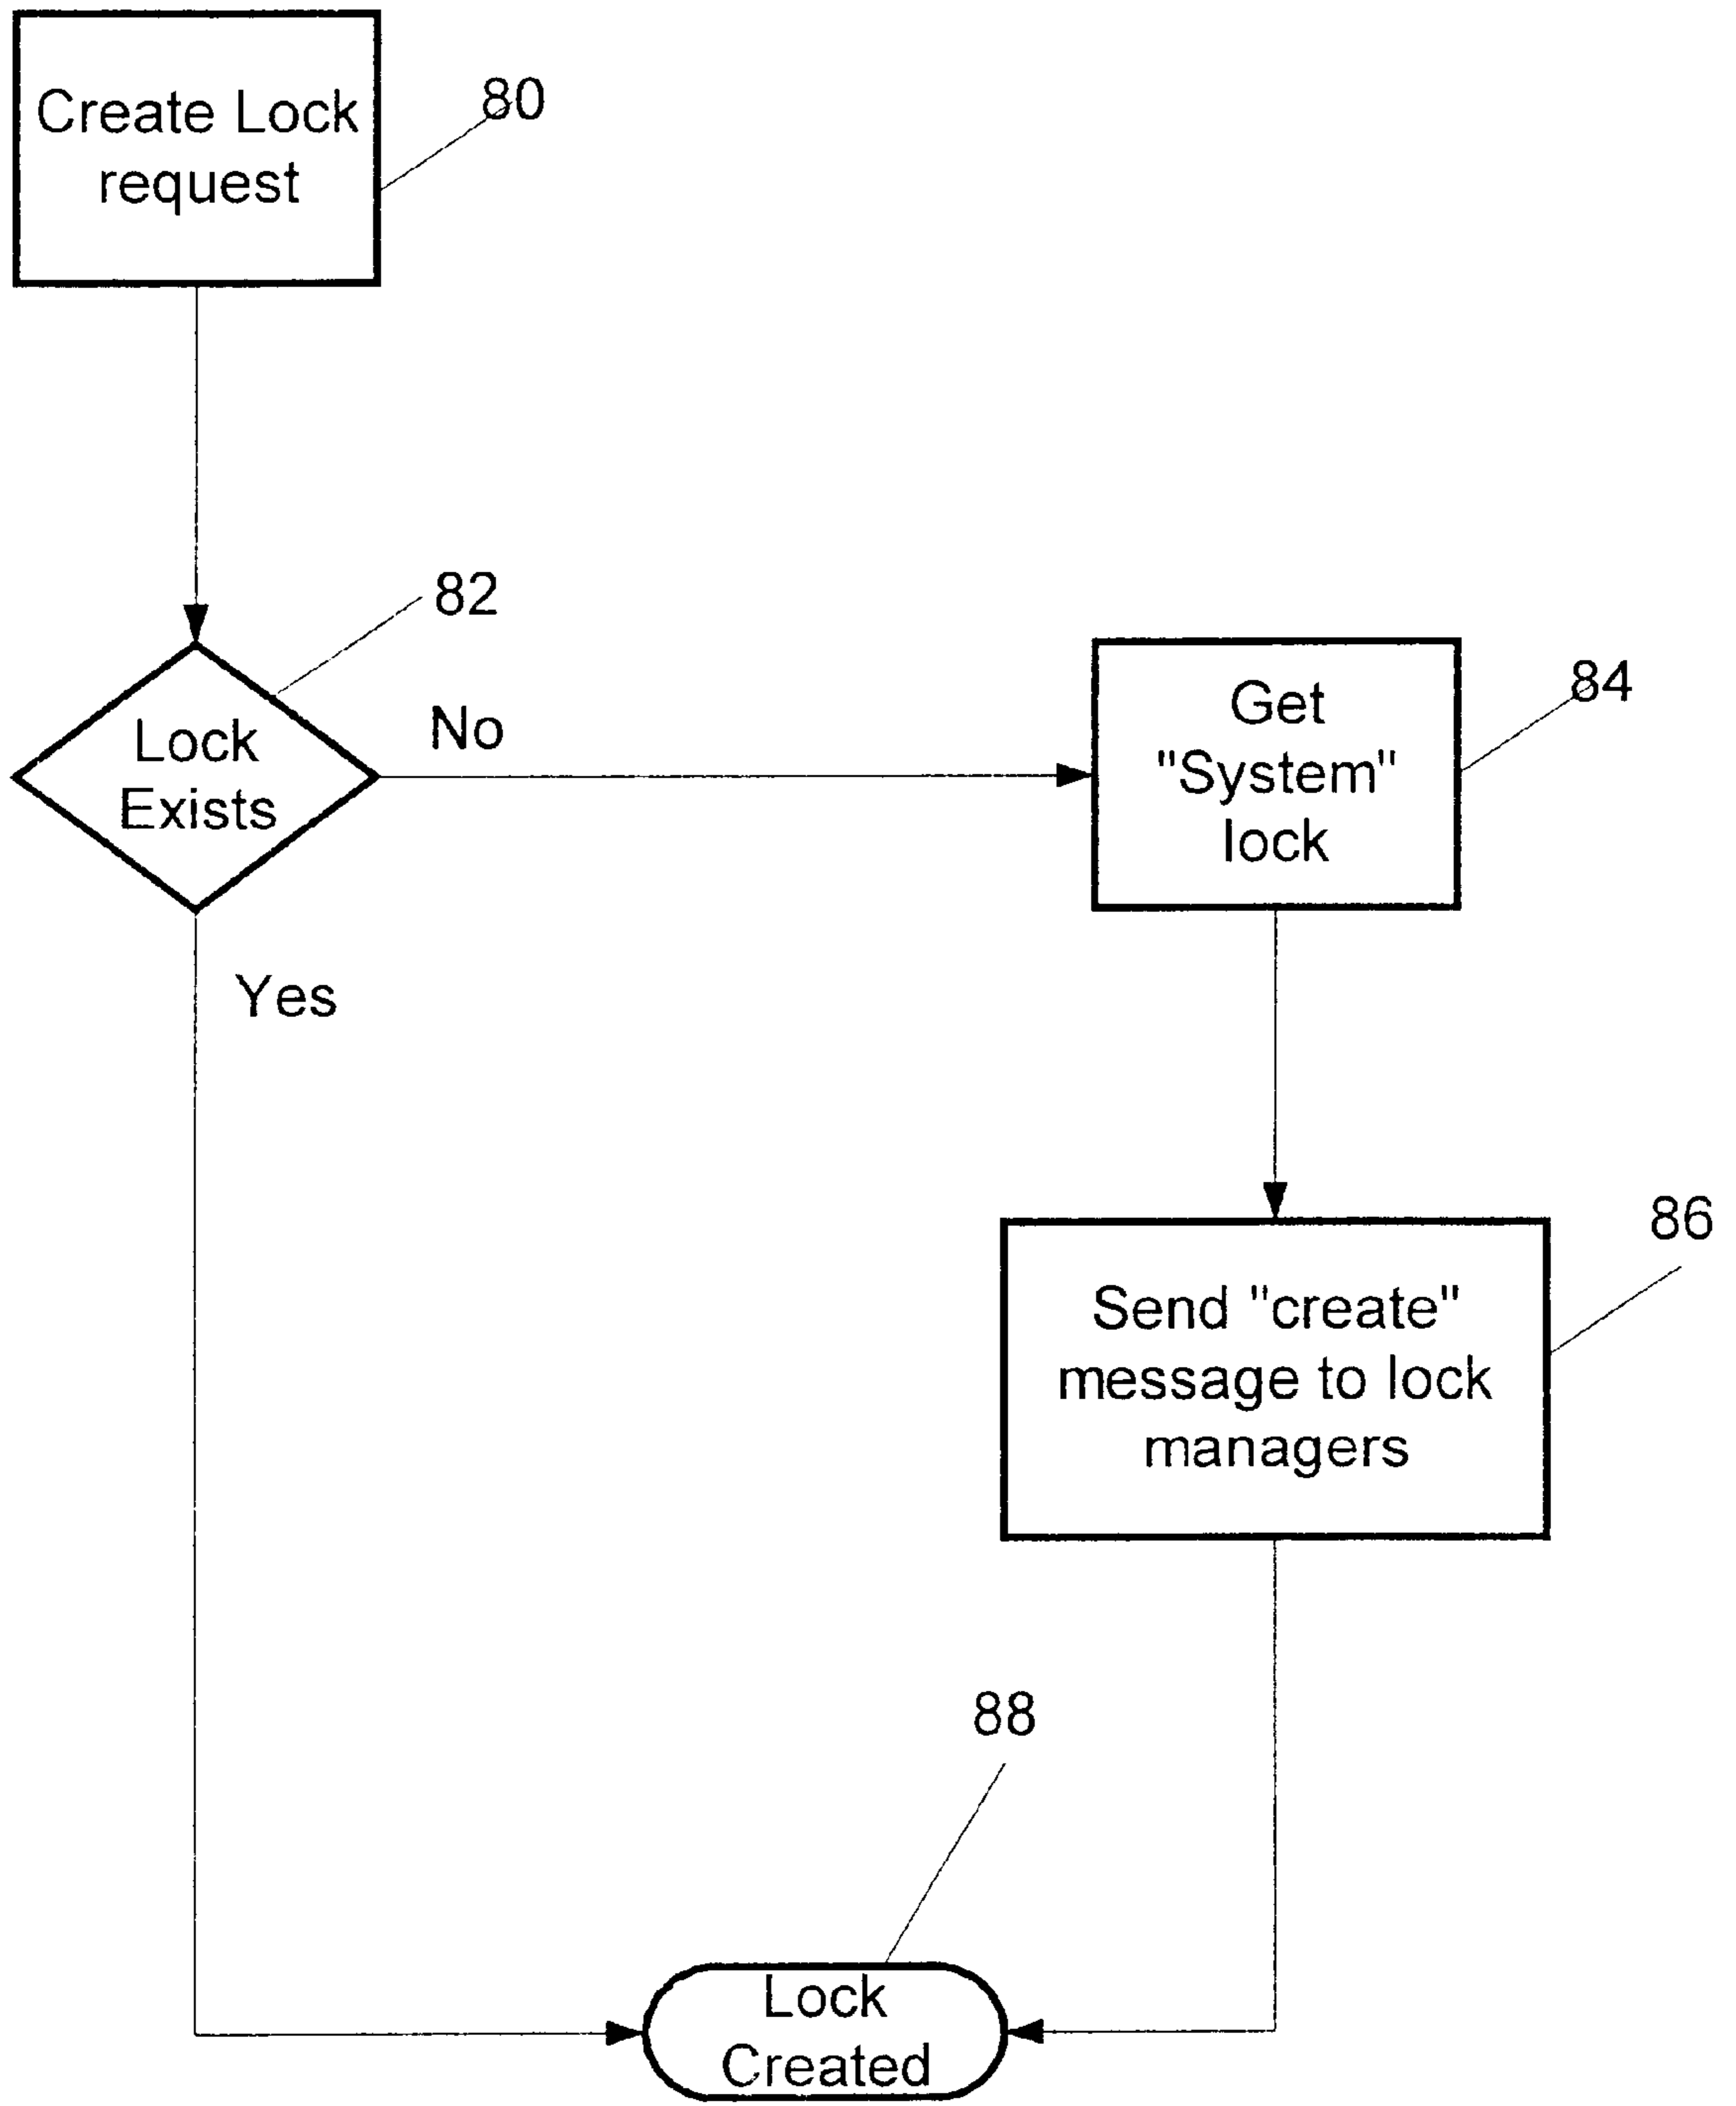 Create Lock
request
80
82
Lock
Exists
No
Get
"System"
lock
84
Yes
Send "create"
message to lock
managers
86
88
Lock
Created